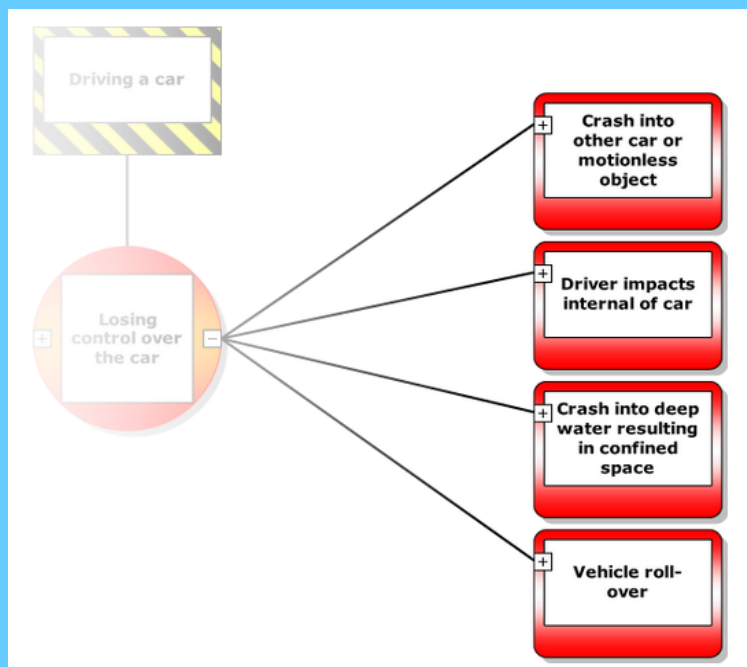 Driving a car
Losing
control over
the car
Crash into
other car or
motionless
object
Driver impacts
internal of car
Crash into deep
water resulting
in confined
space
Vehicle roll-
over